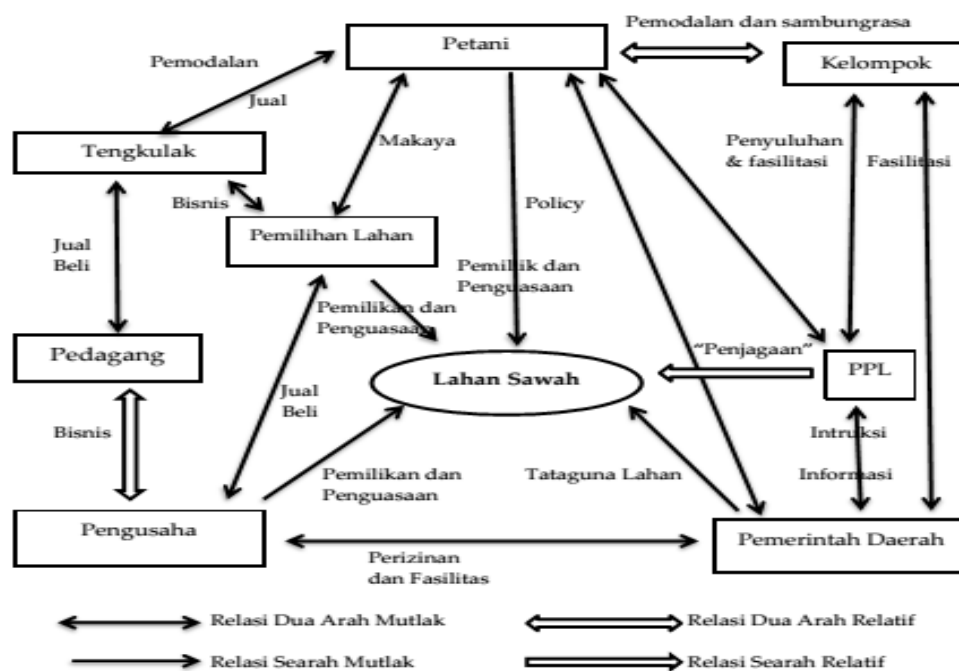 Pemodalan dan sambungrasa
Petani
Kelompok
Pemodalan
Jual
Tengkulak
Makaya
Penyuluhan
& fasilitasi
Fasilitasi
Bisnis
Policy
Pemilihan Lahan
Jual
Beli
Pemiliik dan
Penguasaan
Pemilikan dan
Penguasaan
Pedagang
"Penjagaan"
PPL
Lahan Sawah
Jual
Beli
Bisnis
Intruksi
Pemilikan dan
Penguasaan
Tataguna Lahan
Informasi
Pengusaha
Pemerintah Daerah
Perizinan
dan Fasilitas
Relasi Dua Arah Mutlak
Relasi Dua Arah Relatif
Relasi Searah Mutlak
Relasi Searah Relatif